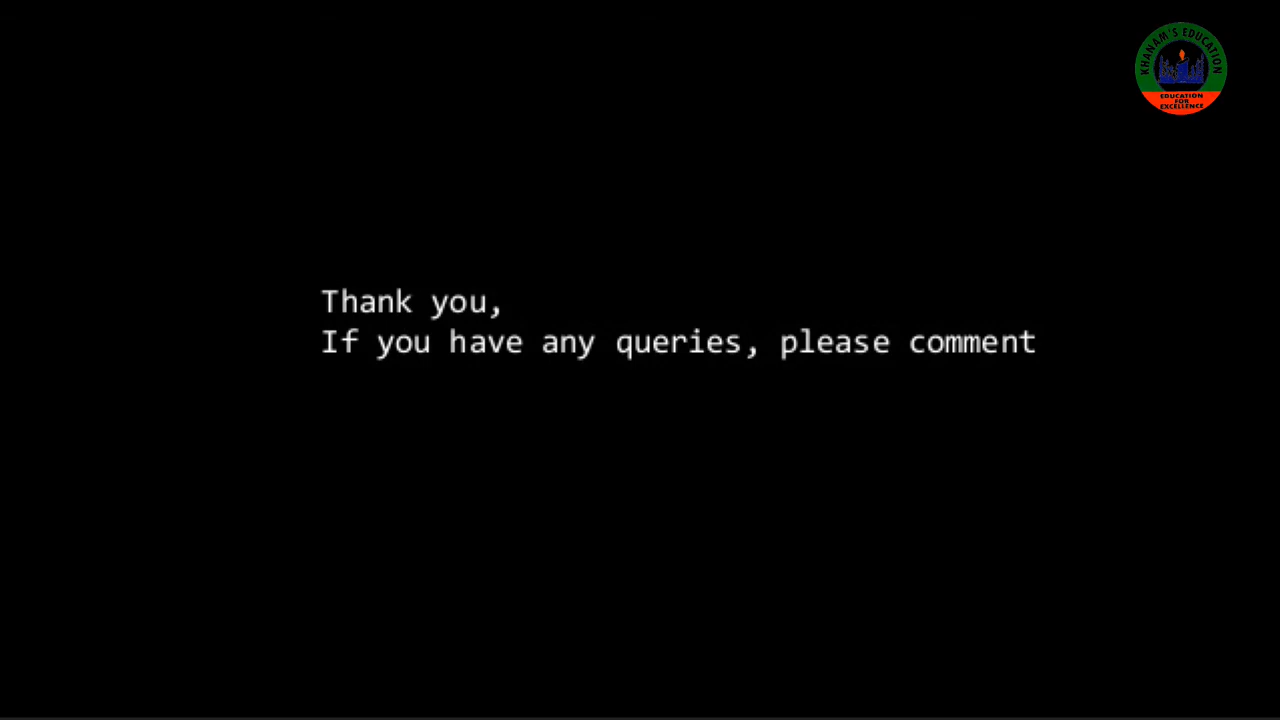 KHANAM'S EDUCATION
EDUCATION
FOR
EXCELLENCE
Thank you,
If you have any queries, please comment